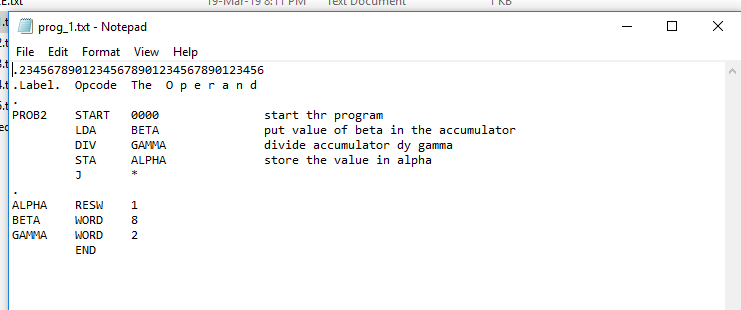 E.txt 19-Mar-19 8:11 PM Text Document 1 KB
prog_1.txt - Notepad
File Edit Format View Help
.23456789012345678901234567890123456
.Label. Opcode The O p e r a n d
.
PROB2 START 0000 start thr program
LDA BETA put value of beta in the accumulator
DIV GAMMA divide accumulator dy gamma
STA ALPHA store the value in alpha
J *
.
ALPHA RESW 1
BETA WORD 8
GAMMA WORD 2
END